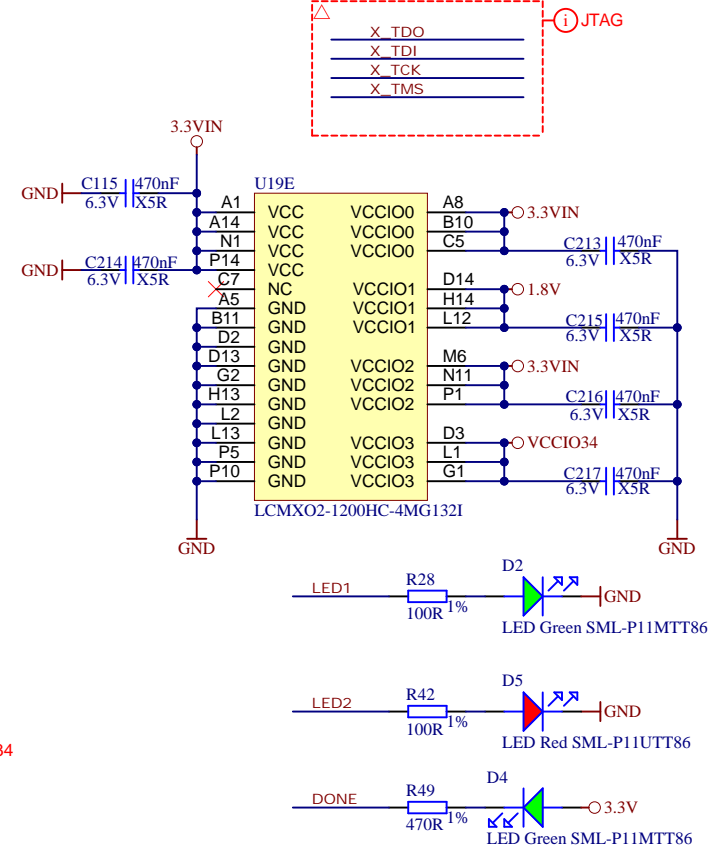 X_TDO
X_TDI
X_TCK
X_TMS
i JTAG
3.3VIN
GND C115 470nF
6.3V X5R
GND C214 470nF
6.3V X5R
U19E
A1 VCC VCCIO0 A8 3.3VIN
A14 VCC VCCIO0 B10
N1 VCC VCCIO0 C5 C213 470nF
6.3V X5R
P14 VCC
C7 NC VCCIO1 D14 1.8V
A5 GND VCCIO1 H14
B11 GND VCCIO1 L12 C215 470nF
6.3V X5R
D2 GND
D13 GND VCCIO2 M6 3.3VIN
G2 GND VCCIO2 N11
H13 GND VCCIO2 P1 C216 470nF
6.3V X5R
L2 GND
L13 GND VCCIO3 D3 VCCIO34
P5 GND VCCIO3 L1
P10 GND VCCIO3 G1 C217 470nF
6.3V X5R
LCMXO2-1200HC-4MG132I
GND
GND
LED1 R28 D2 GND
100R 1%
LED Green SML-P11MTT86
LED2 R42 D5 GND
100R 1%
LED Red SML-P11UTT86
34
DONE R49 D4 3.3V
470R 1%
LED Green SML-P11MTT86